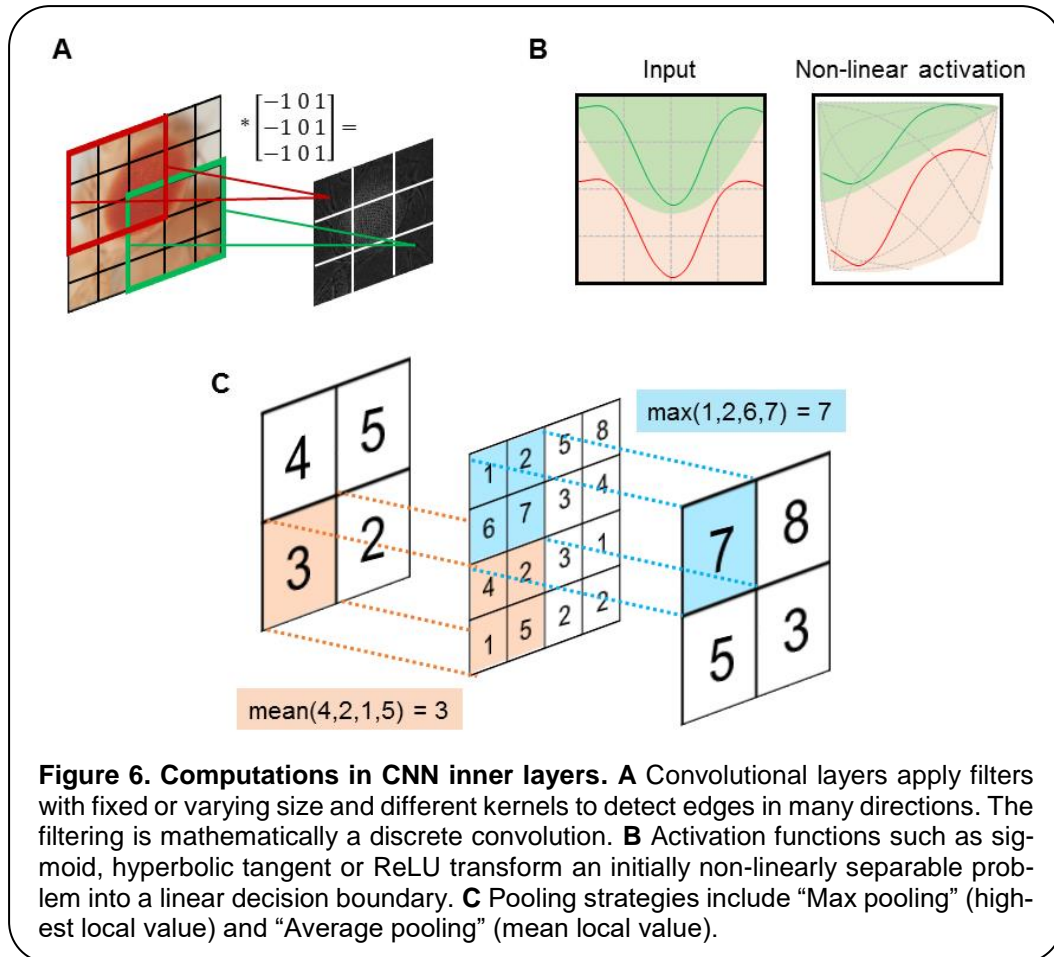 A
* [−1 0 1
−1 0 1
−1 0 1] =
B
Input
Non-linear activation
C
4 5
3 2
1 2 5 8
6 7 3 4
4 2 3 1
1 5 2 2
max(1,2,6,7) = 7
7 8
5 3
mean(4,2,1,5) = 3
Figure 6. Computations in CNN inner layers. A Convolutional layers apply filters
with fixed or varying size and different kernels to detect edges in many directions. The
filtering is mathematically a discrete convolution. B Activation functions such as sig-
moid, hyperbolic tangent or ReLU transform an initially non-linearly separable prob-
lem into a linear decision boundary. C Pooling strategies include “Max pooling” (high-
est local value) and “Average pooling” (mean local value).